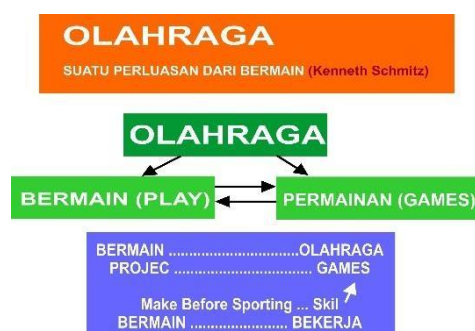 OLAHRAGA
SUATU PERLUASAN DARI BERMAIN (Kenneth Schmitz)
OLAHRAGA
BERMAIN (PLAY)
PERMAINAN (GAMES)
BERMAIN ..............................OLAHRAGA
PROJEC ................................ GAMES
Make Before Sporting ... Skil
BERMAIN ................... BEKERJA